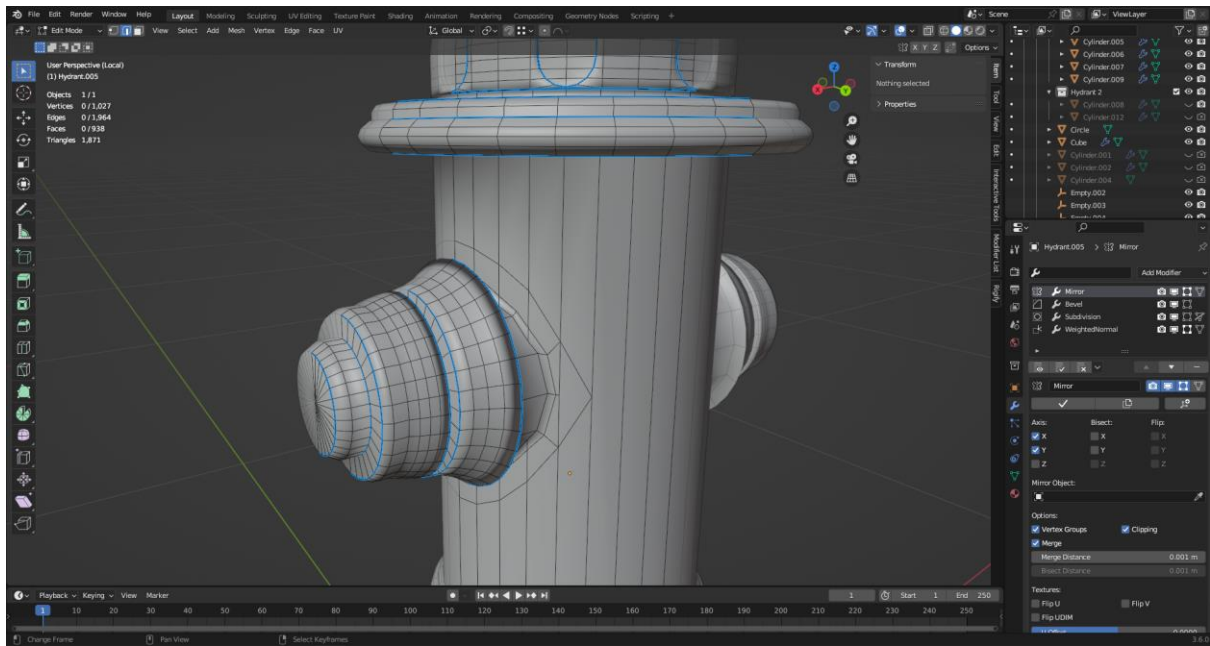 File Edit Render Window Help Layout Modeling Sculpting UV Editing Texture Paint Shading Animation Rendering Compositing Geometry Nodes Scripting + Scene ViewLayer
Edit Mode View Select Add Mesh Vertex Edge Face UV Global
X Y Z Options
User Perspective (Local)
(1) Hydrant.005
Objects 1/1
Vertices 0/1,027
Edges 0/1,964
Faces 0/938
Triangles 1,871
Transform
Nothing selected
Properties
Item
Tool
View
Edit
Interactive Tools
Modifier List
Rigify
Z
X
Y
Cylinder.005
Cylinder.006
Cylinder.007
Cylinder.009
Hydrant 2
Cylinder.008
Cylinder.012
Circle
Cube
Cylinder.001
Cylinder.002
Cylinder.004
Empty.002
Empty.003
Empty.004
Hydrant.005 > Mirror
Add Modifier
Mirror
Bevel
Subdivision
WeightedNormal
Mirror
Axis: Bisect: Flip:
X X X
Y Y Y
Z Z Z
Mirror Object:
Options:
Vertex Groups Clipping
Merge
Merge Distance 0.001 m
Bisect Distance 0.001 m
Textures:
Flip U Flip V
Flip UDIM
U Offset 0.0000
Playback Keying View Marker 1 Start 1 End 250
1 10 20 30 40 50 60 70 80 90 100 110 120 130 140 150 160 170 180 190 200 210 220 230 240 250
Change Frame Pan View Select Keyframes 3.6.0